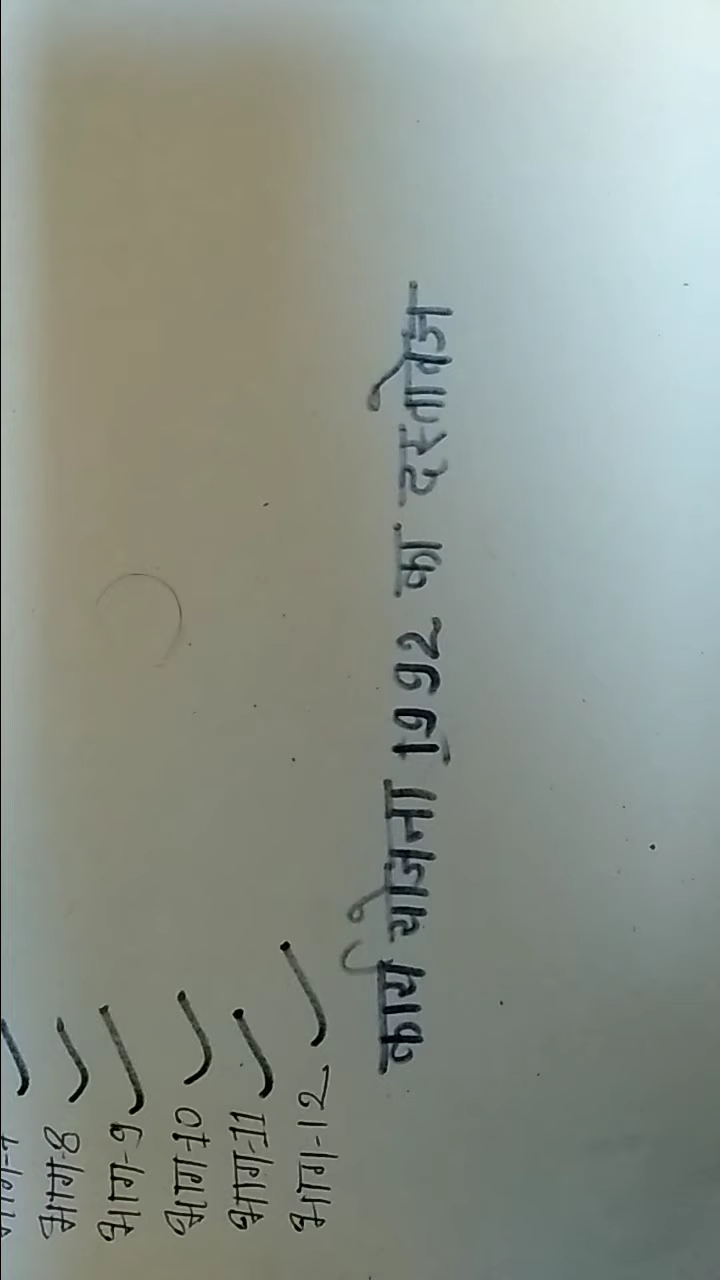 भाग-8
भाग-9
भाग-10
भाग-11
भाग-12
कार्य योजना 1992 का दस्तावेज